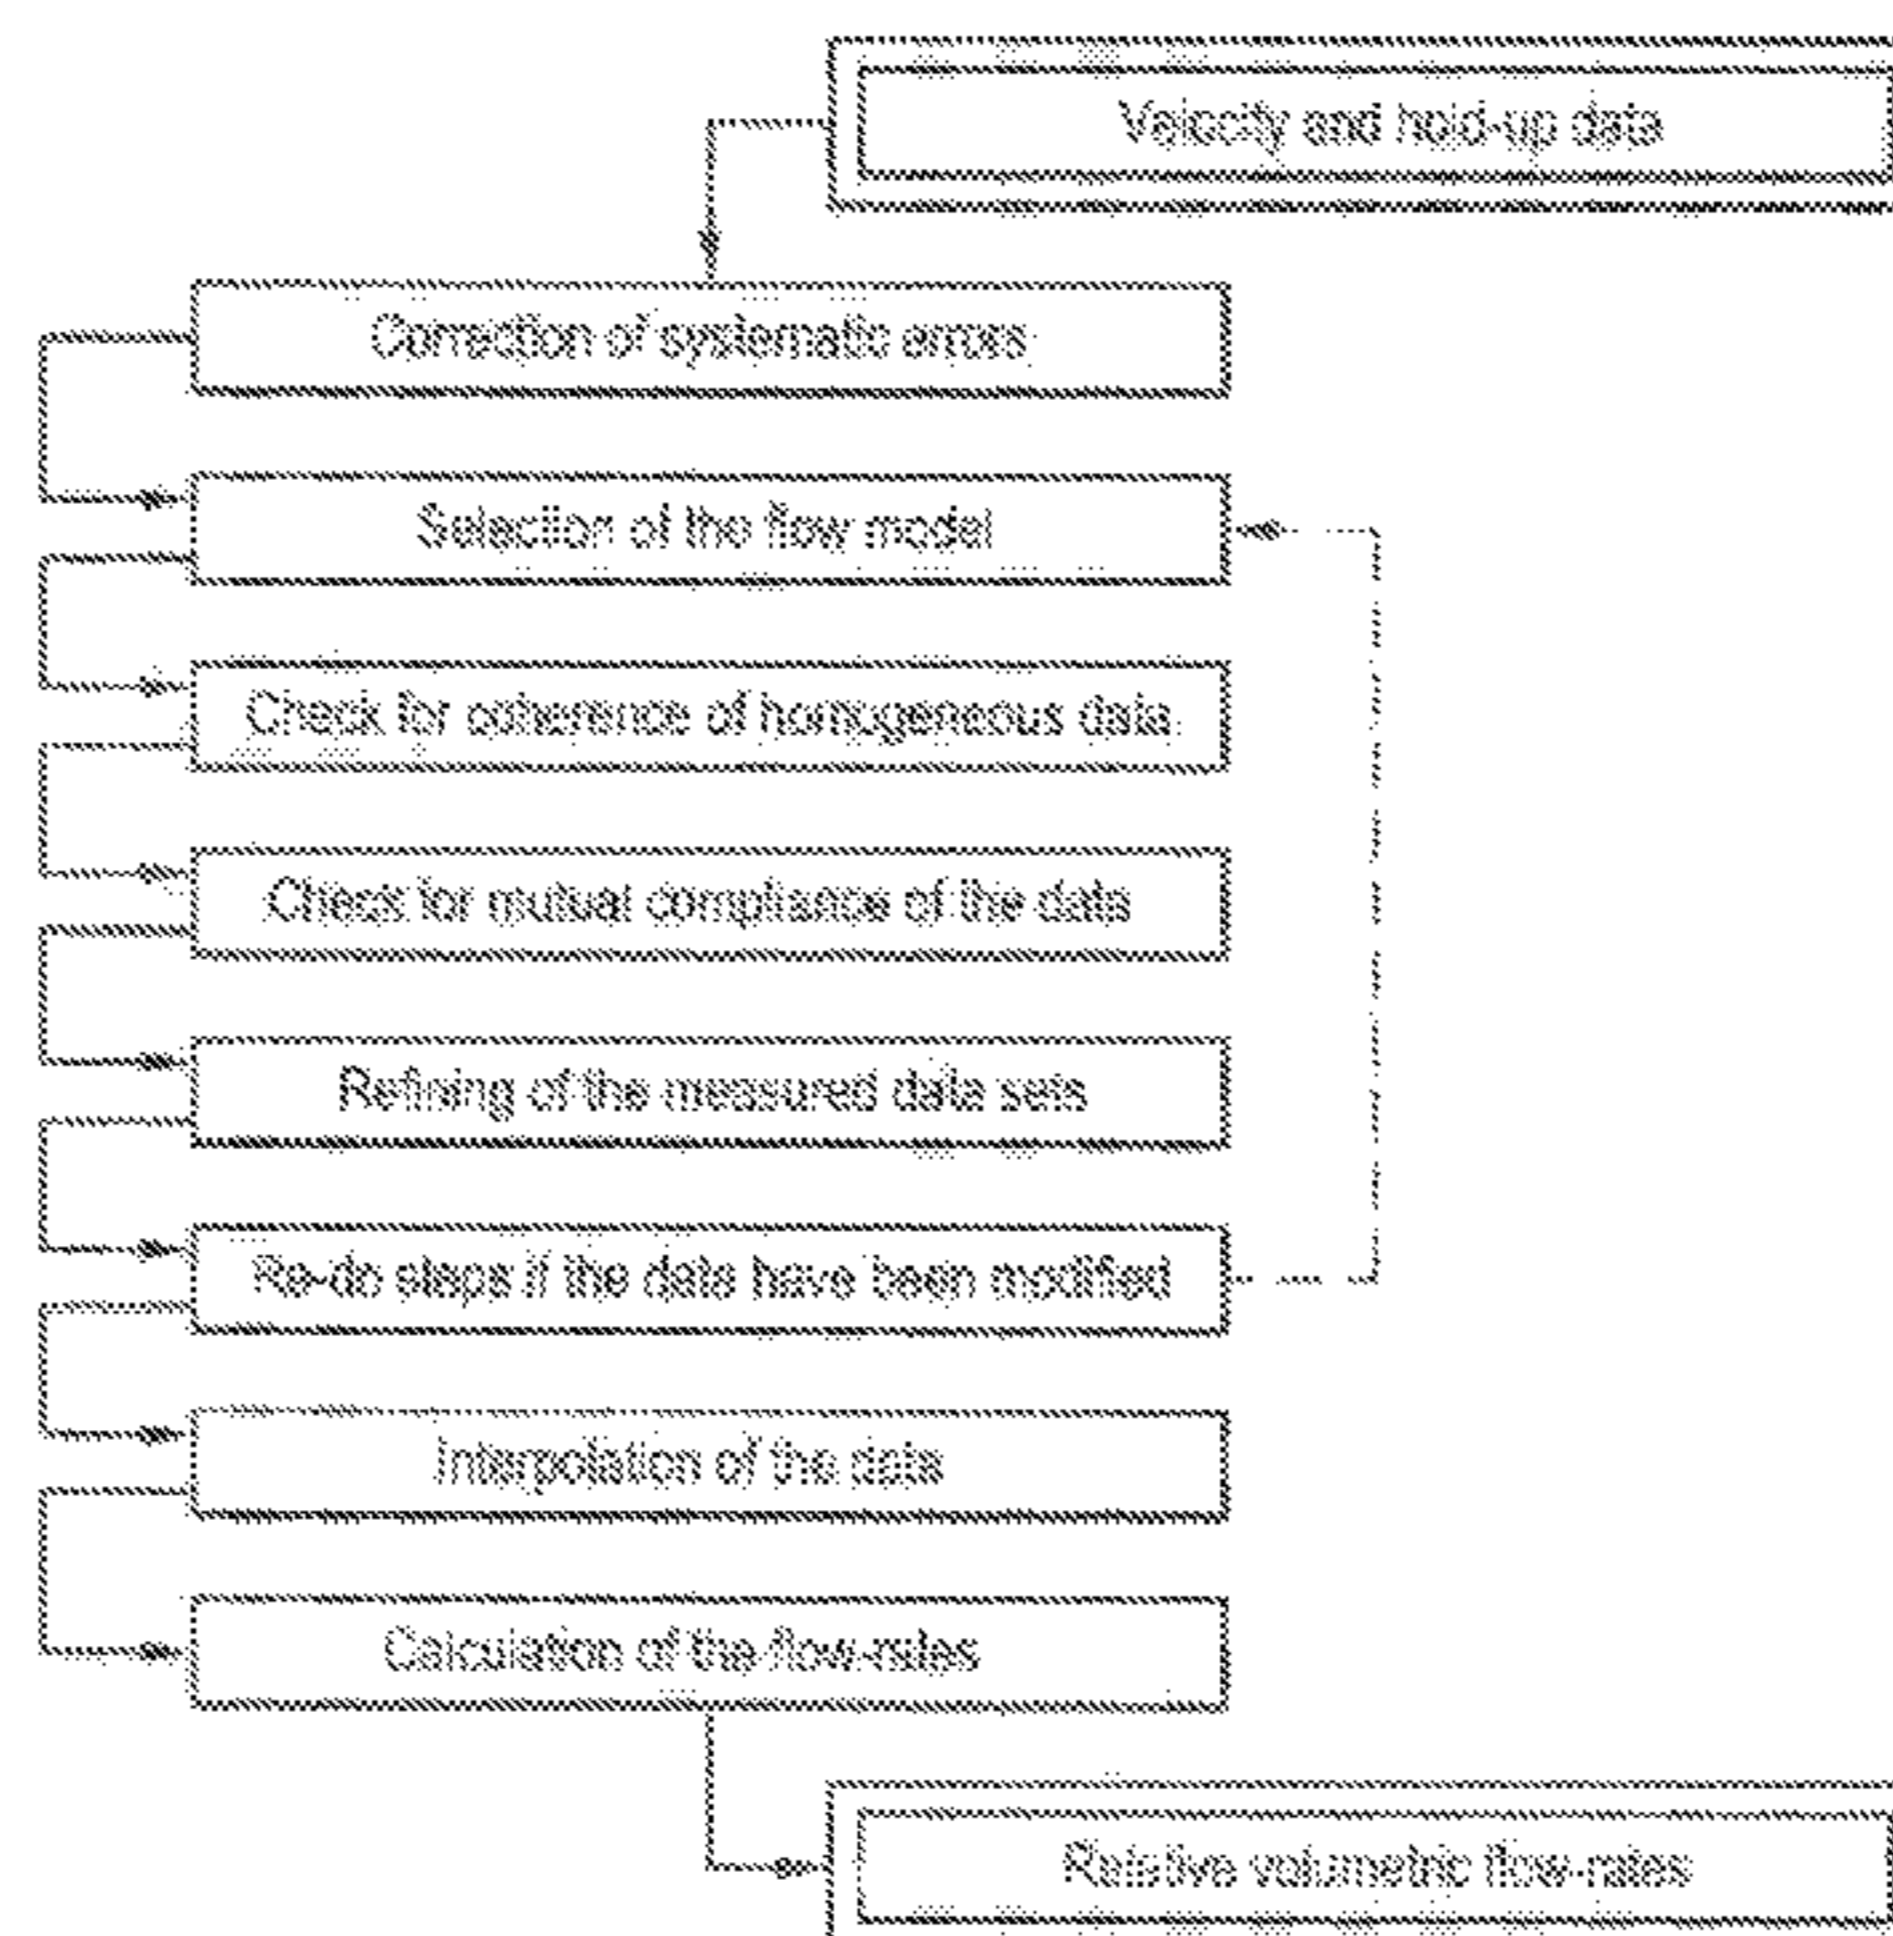 Velocity and hold-up data
Correction of systematic errors
Selection of the flow model
Check for coherence of homogeneous data
Check for mutual compliance of the data
Refining of the measured data sets
Re-do steps if the data have been modified
Interpolation of the data
Calculation of the flow-rates
Relative volumetric flow-rates